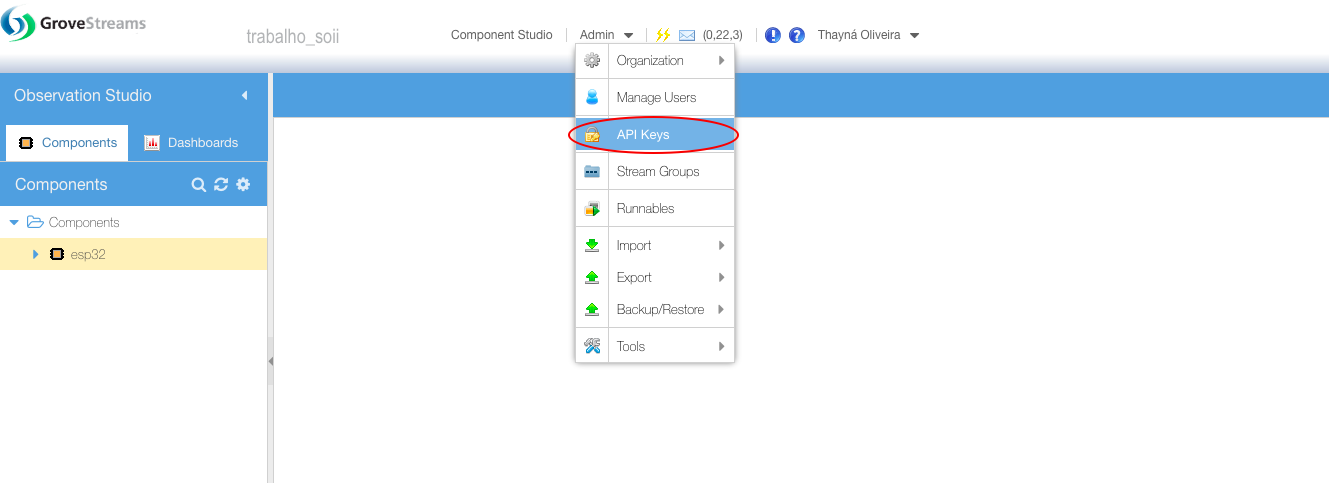 GroveStreams
trabalho_soii
Component Studio
Admin
(0,22,3)
Thayná Oliveira
Observation Studio
Components
Dashboards
Components
Components
esp32
Organization
Manage Users
API Keys
Stream Groups
Runnables
Import
Export
Backup/Restore
Tools